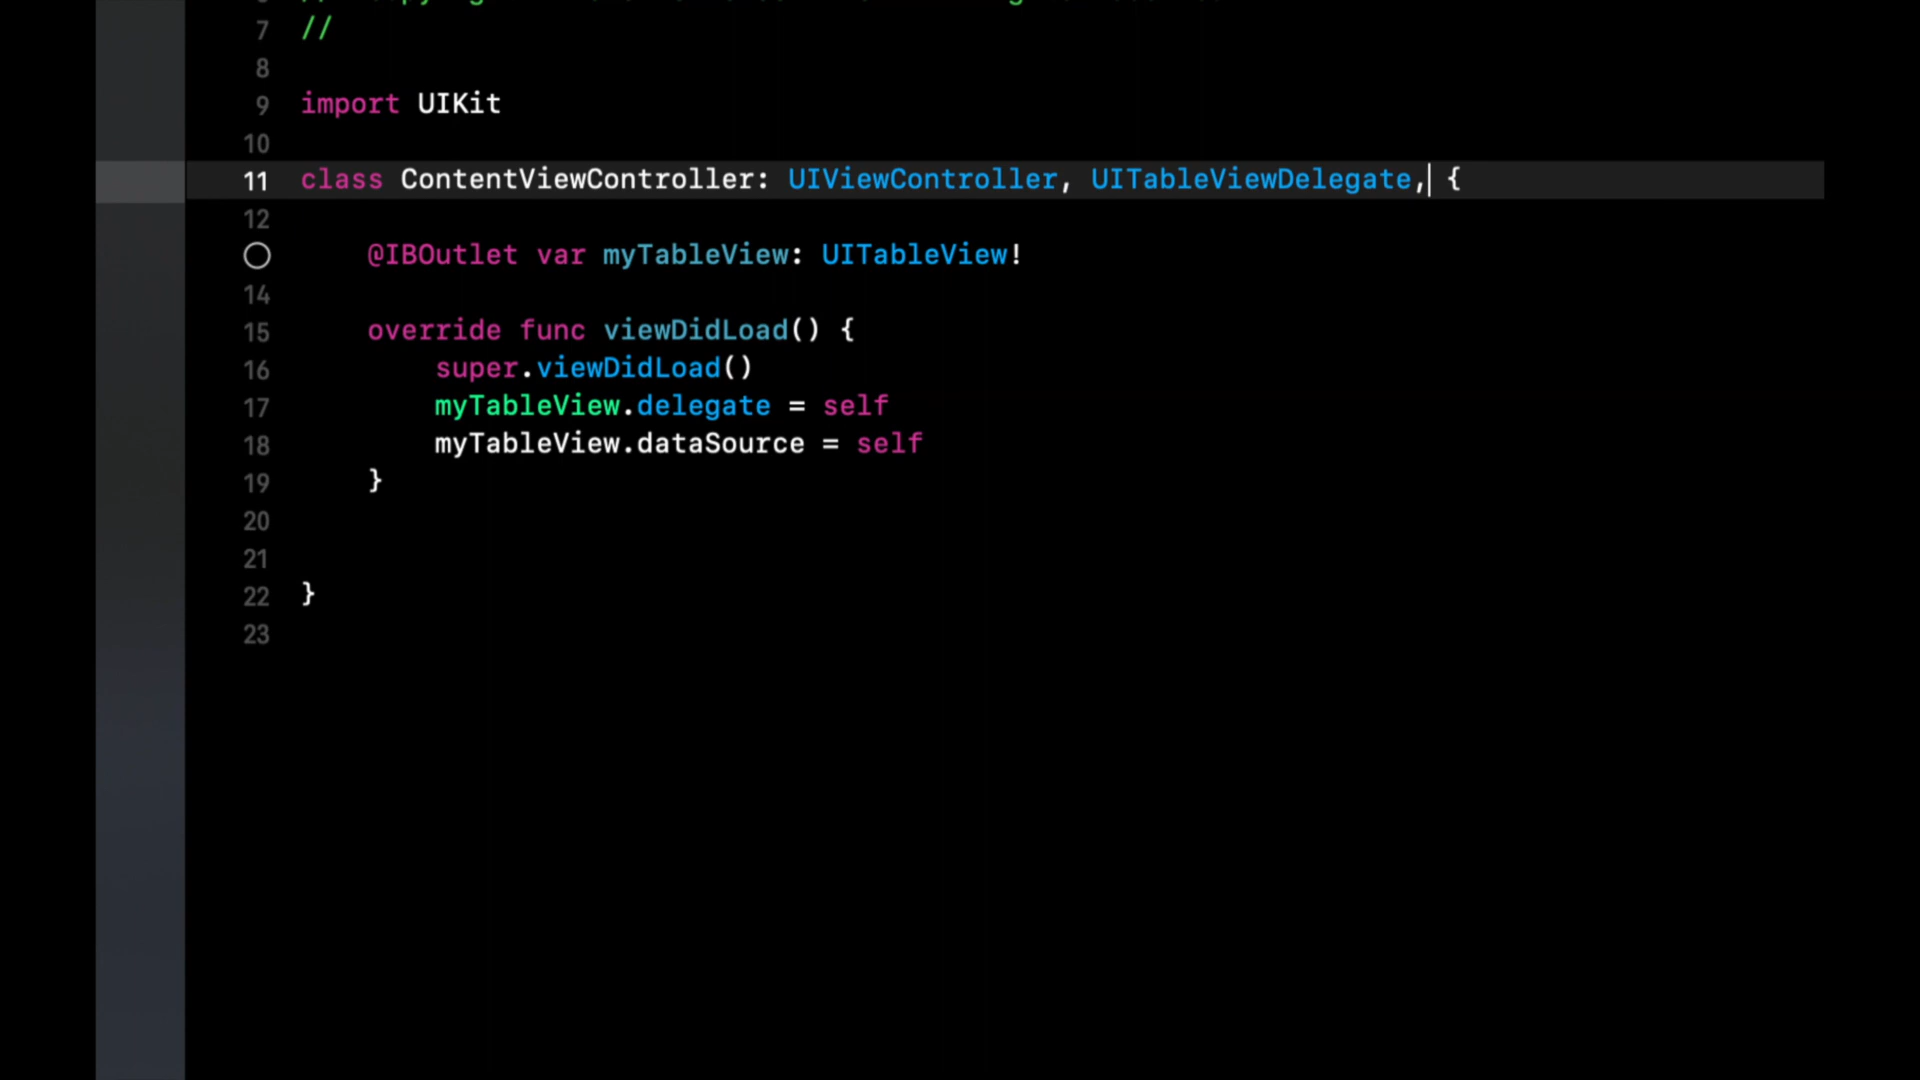 7 //
8
9 import UIKit
10
11 class ContentViewController: UIViewController, UITableViewDelegate, {
12
@IBOutlet var myTableView: UITableView!
14
15 override func viewDidLoad() {
16 super.viewDidLoad()
17 myTableView.delegate = self
18 myTableView.dataSource = self
19 }
20
21
22 }
23